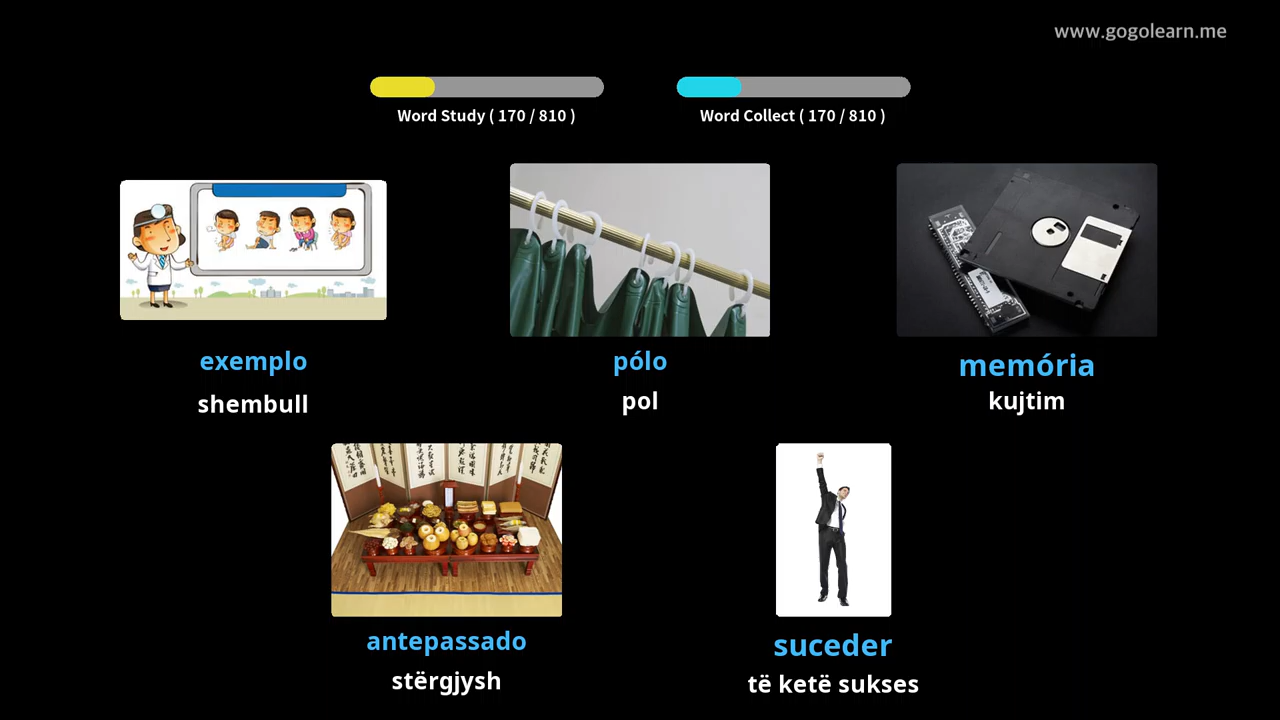 www.gogolearn.me
Word Study ( 170 / 810 )
Word Collect ( 170 / 810 )
exemplo
pólo
memória
shembull
pol
kujtim
antepassado
suceder
stërgjysh
të ketë sukses